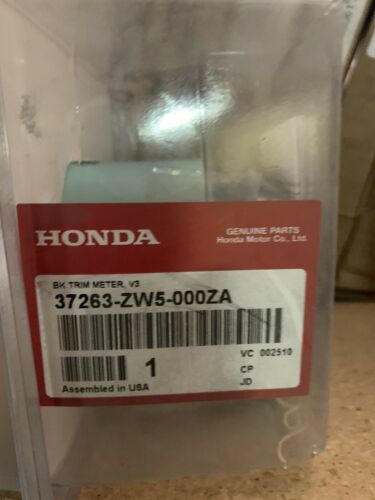 HONDA
GENUINE PARTS
Honda Motor Co., Ltd.
BK TRIM METER, V3
37263-ZW5-000ZA
1
VC 002510
CP
JD
Assembled in USA